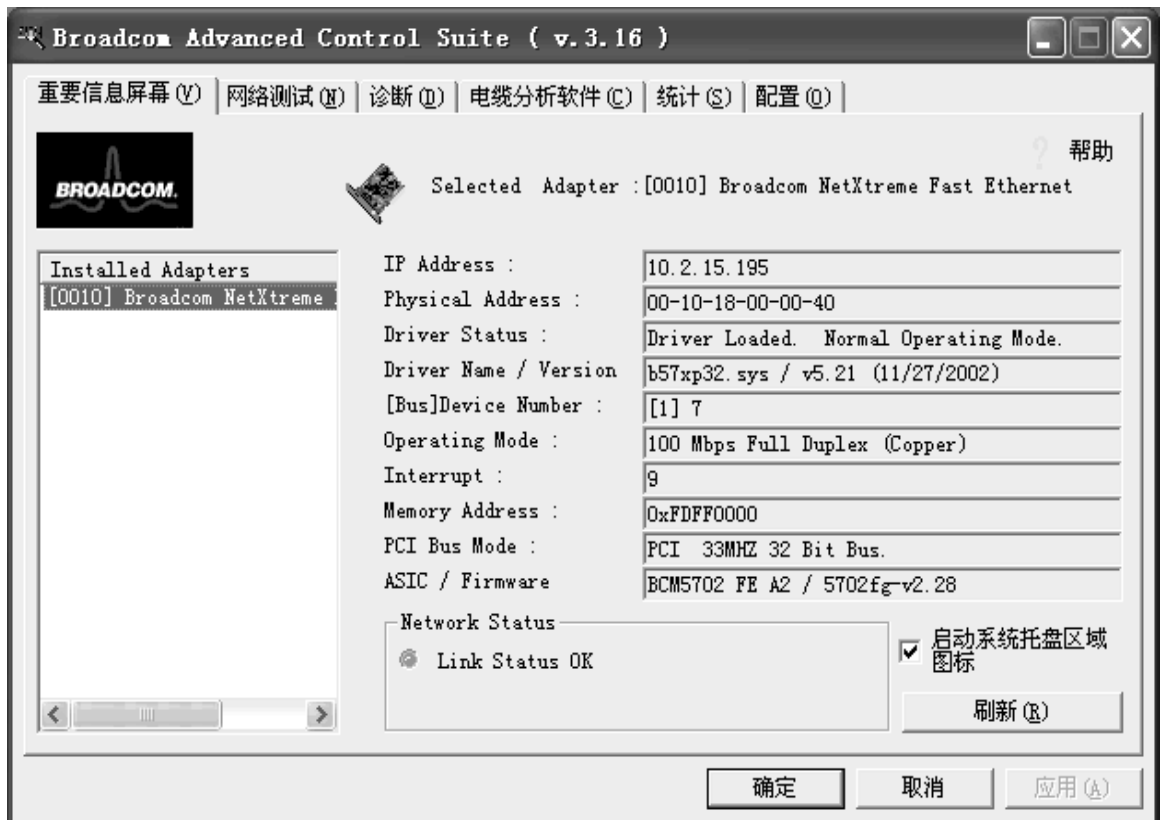 Broadcom Advanced Control Suite ( v.3.16 )
重要信息屏幕(V) 网络测试(N) 诊断(D) 电缆分析软件(C) 统计(S) 配置(O)
BROADCOM.
? 帮助
Selected Adapter :[0010] Broadcom NetXtreme Fast Ethernet
Installed Adapters
[0010] Broadcom NetXtreme
IP Address : 10.2.15.195
Physical Address : 00-10-18-00-00-40
Driver Status : Driver Loaded. Normal Operating Mode.
Driver Name / Version b57xp32.sys / v5.21 (11/27/2002)
[Bus]Device Number : [1] 7
Operating Mode : 100 Mbps Full Duplex (Copper)
Interrupt : 9
Memory Address : 0xFDFF0000
PCI Bus Mode : PCI 33MHZ 32 Bit Bus.
ASIC / Firmware BCM5702 FE A2 / 5702fg-v2.28
Network Status
Link Status OK
启动系统托盘区域
图标
刷新(R)
确定 取消 应用(A)